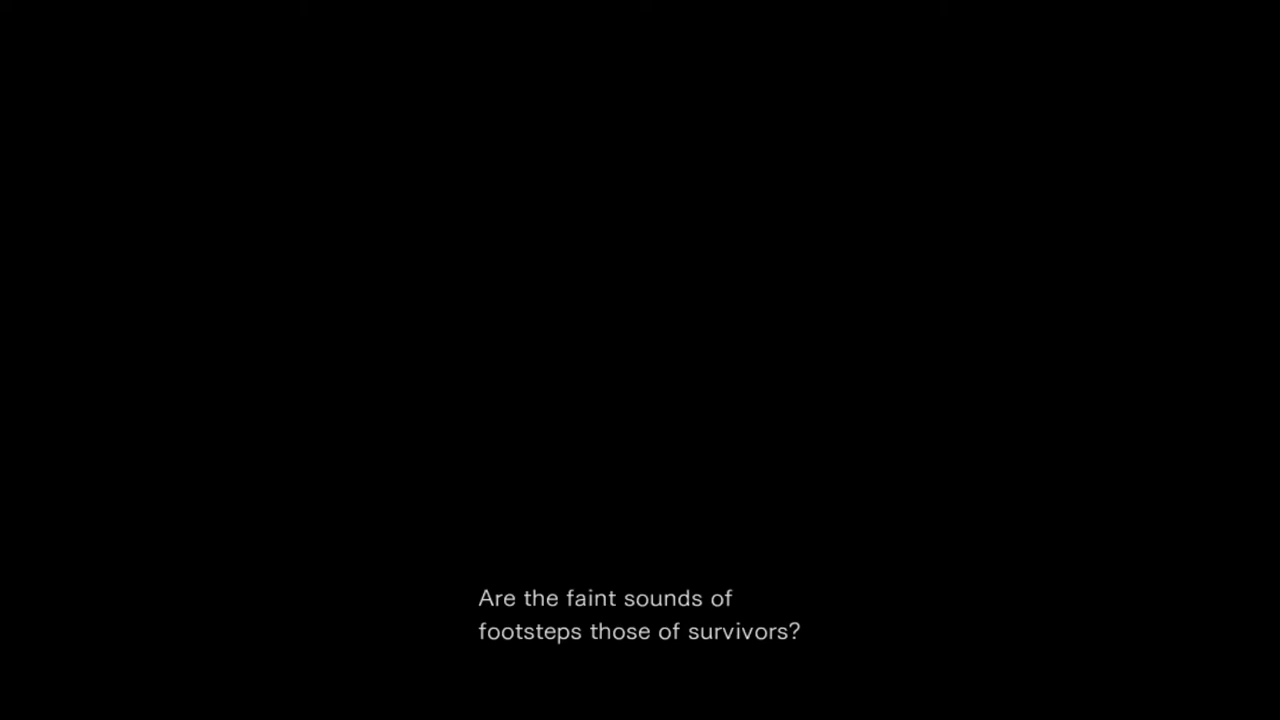 Are the faint sounds of
footsteps those of survivors?